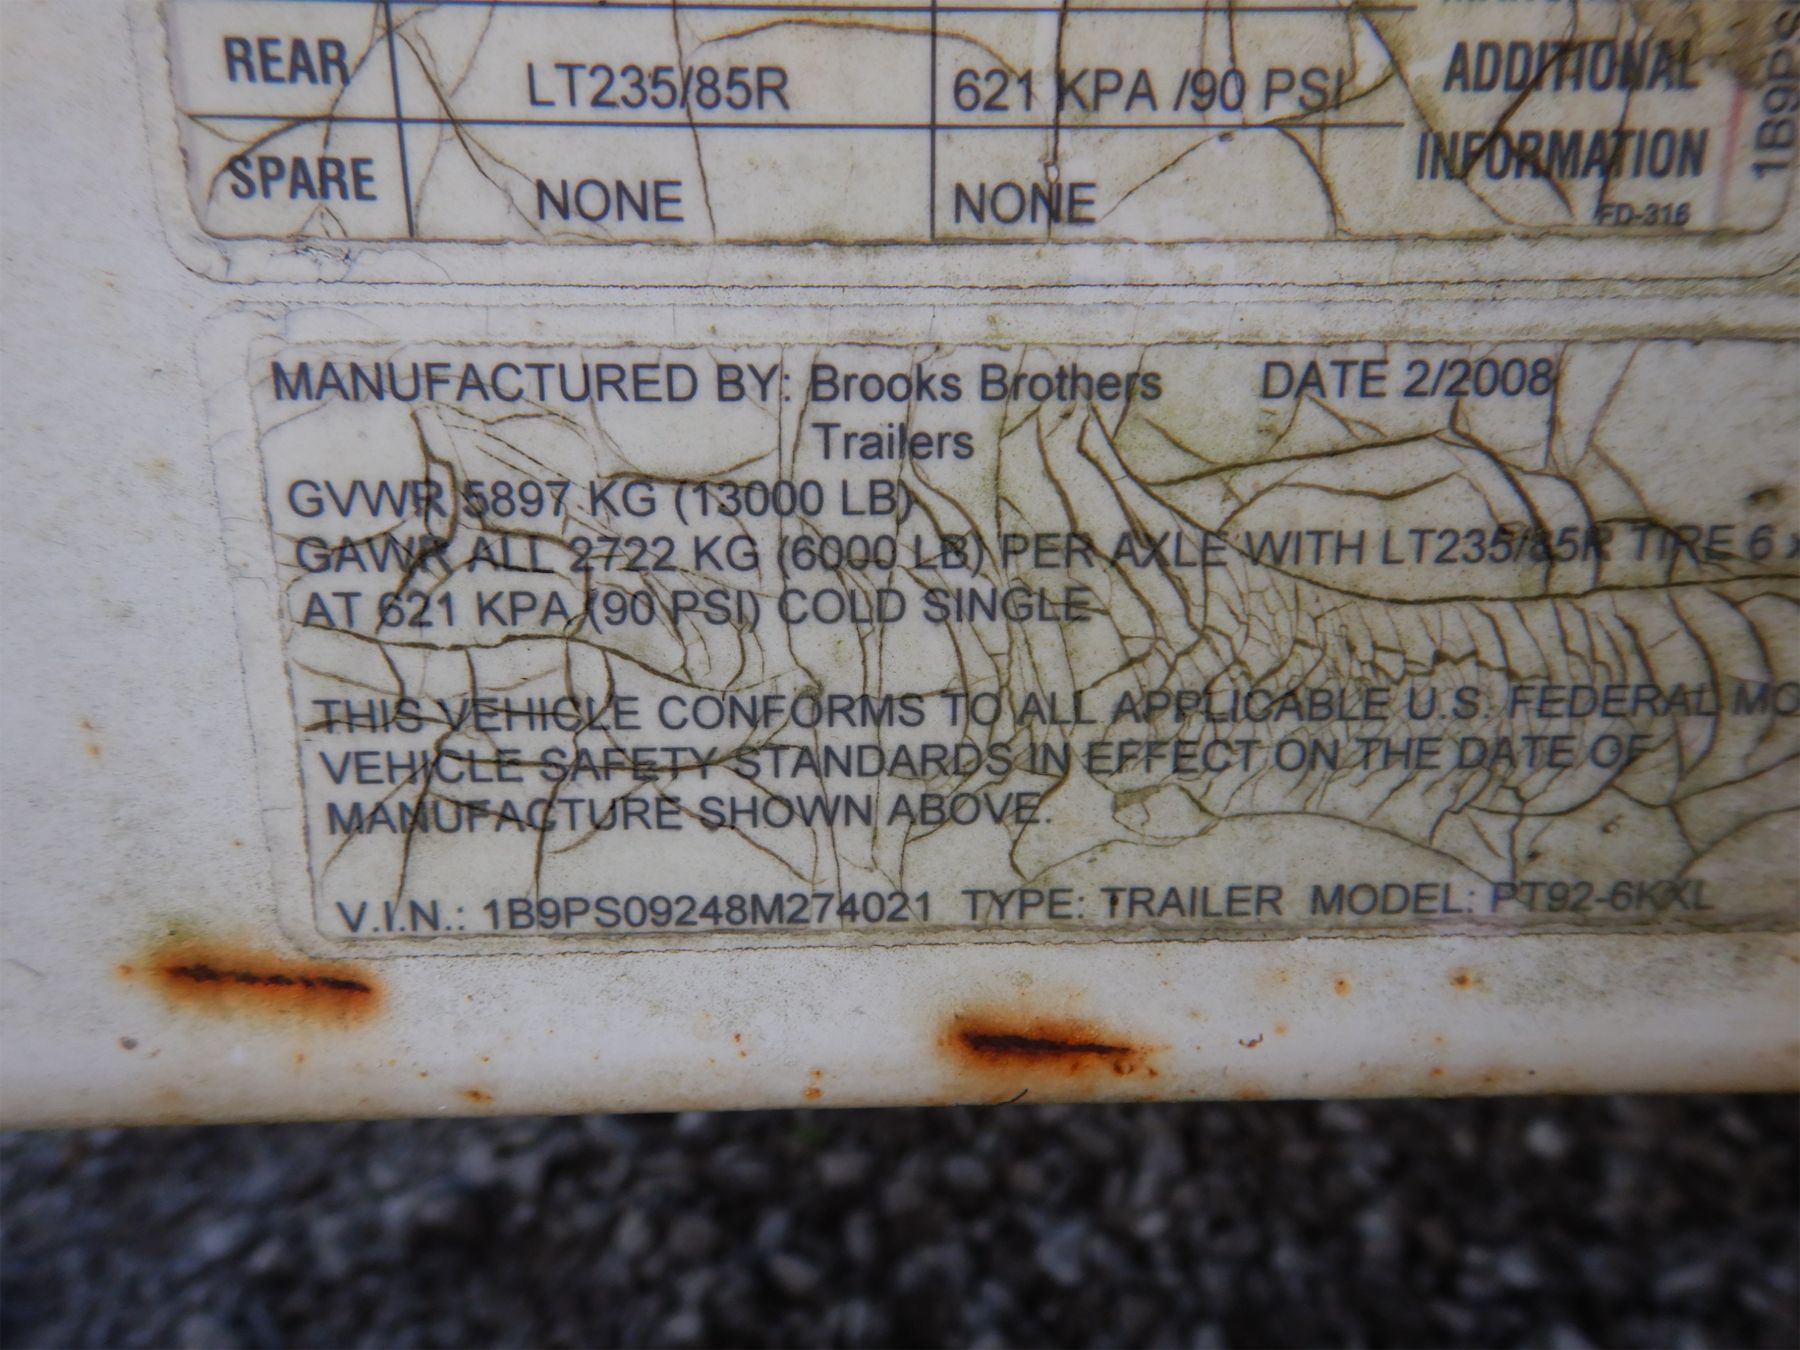 REAR LT235/85R 621 KPA /90 PSI ADDITIONAL
INFORMATION
SPARE NONE NONE
FD-316
1B9PS
MANUFACTURED BY: Brooks Brothers DATE 2/2008
Trailers
GVWR 5897 KG (13000 LB)
GAWR ALL 2722 KG (6000 LB) PER AXLE WITH LT235/85R TIRE 6 x
AT 621 KPA (90 PSI) COLD SINGLE
THIS VEHICLE CONFORMS TO ALL APPLICABLE U.S. FEDERAL MO
VEHICLE SAFETY STANDARDS IN EFFECT ON THE DATE OF
MANUFACTURE SHOWN ABOVE.
V.I.N.: 1B9PS09248M274021 TYPE: TRAILER MODEL: PT92-6KXL